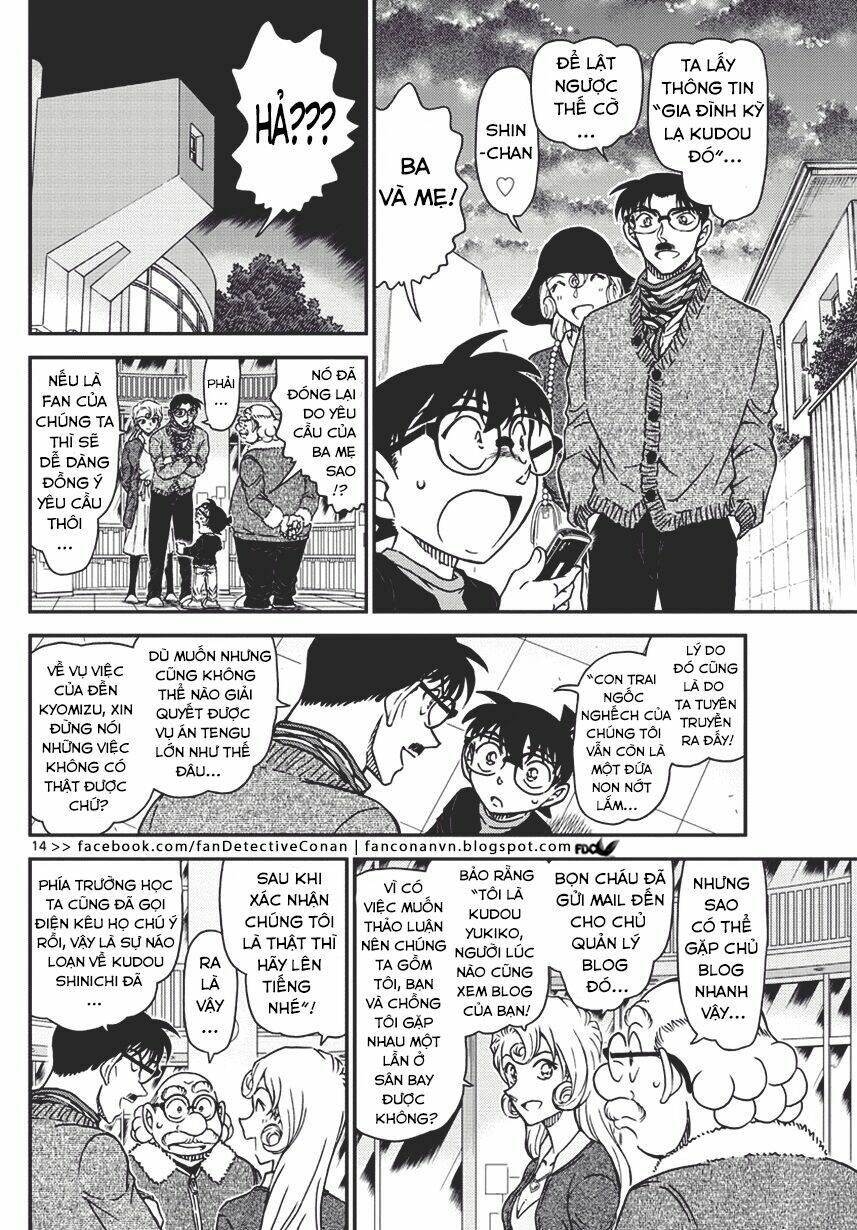 TA LẤY
THÔNG TIN
"GIA ĐÌNH KỲ
LẠ KUDOU
ĐÓ"...
ĐỂ LẬT
NGƯỢC
THẾ CỜ
...
SHIN
-CHAN
♡
BA
VÀ MẸ!
HẢ???
NÓ ĐÃ
ĐÓNG LẠI
DO YÊU
CẦU CỦA
BA MẸ
SAO
!?
PHẢI
...
NẾU LÀ
FAN CỦA
CHÚNG TA
THÌ SẼ
DỄ DÀNG
ĐỒNG Ý
YÊU CẦU
THÔI
...
LÝ DO
ĐÓ CŨNG
LÀ DO
TA TUYÊN
TRUYỀN
RA ĐẤY!
"CON TRAI
NGỐC
NGHẾCH CỦA
CHÚNG TÔI
VẪN CÒN LÀ
MỘT ĐỨA
NON NỚT
LẮM...
DÙ MUỐN NHƯNG
CŨNG KHÔNG
THỂ NÀO GIẢI
QUYẾT ĐƯỢC
VỤ ÁN TENGU
LỚN NHƯ THẾ
ĐÂU...
VỀ VỤ VIỆC
CỦA ĐỀN
KYOMIZU, XIN
ĐỪNG NÓI
NHỮNG VIỆC
KHÔNG CÓ
THẬT ĐƯỢC
CHỨ?
14 >> facebook.com/fanDetectiveConan | fanconanvn.blogspot.com FDC
NHƯNG
SAO CÓ
THỂ
GẶP CHỦ
BLOG
NHANH
VẬY...
BỌN CHÁU ĐÃ
GỬI MAIL ĐẾN
CHO CHỦ
QUẢN LÝ
BLOG
ĐÓ...
BẢO RẰNG
"TÔI LÀ
KUDOU
YUKIKO,
NGƯỜI LÚC
NÀO CŨNG
XEM BLOG
CỦA BẠN!
VÌ CÓ
VIỆC MUỐN
THẢO LUẬN
NÊN CHÚNG
TA GỒM
TÔI, BẠN
VÀ CHỒNG
TÔI GẶP
NHAU MỘT
LẦN Ở
SÂN BAY
ĐƯỢC
KHÔNG?
SAU KHI
XÁC NHẬN
CHÚNG TÔI
LÀ THẬT THÌ
HÃY LÊN
TIẾNG
NHÉ"!
RA
LÀ
VẬY
...
PHÍA TRƯỜNG HỌC
TA CŨNG ĐÃ GỌI
ĐIỆN KÊU HỌ CHÚ Ý
RỒI, VẬY LÀ SỰ NÁO
LOẠN VỀ KUDOU
SHINICHI ĐÃ
...